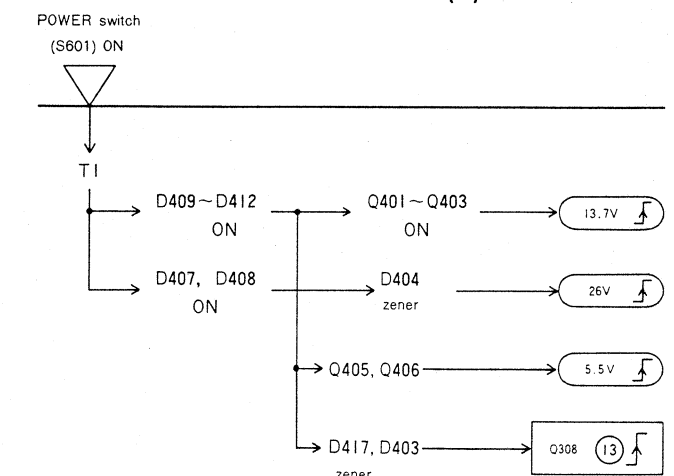 POWER switch
(S601) ON
T1
D409~D412
ON
Q401~Q403
ON
13.7V
D407, D408
ON
D404
zener
26V
Q405, Q406
5.5V
D417, D403
zener
Q308
13